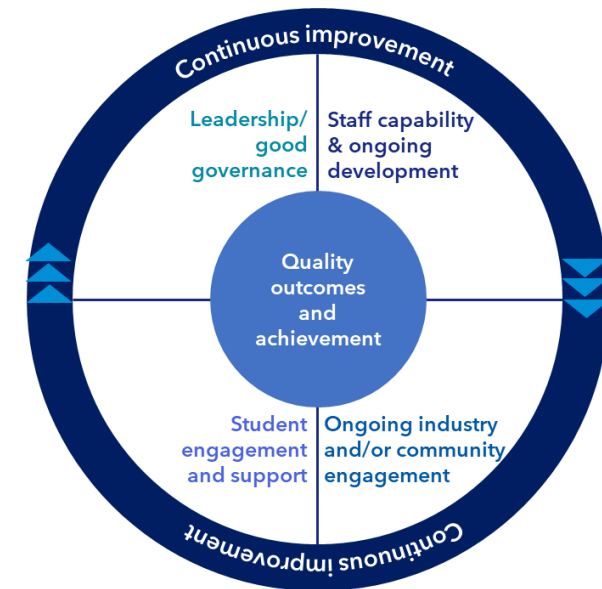 Continuous improvement
Leadership/
good
governance
Staff capability
& ongoing
development
Quality
outcomes
and
achievement
Student
engagement
and support
Ongoing industry
and/or community
engagement
Continuous improvement